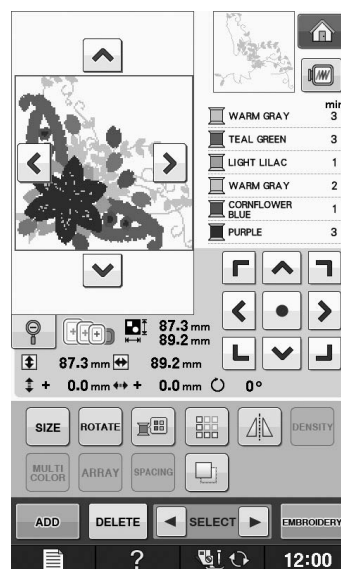 min
WARM GRAY 3
TEAL GREEN 3
LIGHT LILAC 1
WARM GRAY 2
CORNFLOWER
BLUE 1
PURPLE 3
87.3 mm
89.2 mm
87.3 mm 89.2 mm
+ 0.0 mm + 0.0 mm 0°
SIZE ROTATE DENSITY
MULTI
COLOR ARRAY SPACING
ADD DELETE SELECT EMBROIDERY
? 12:00